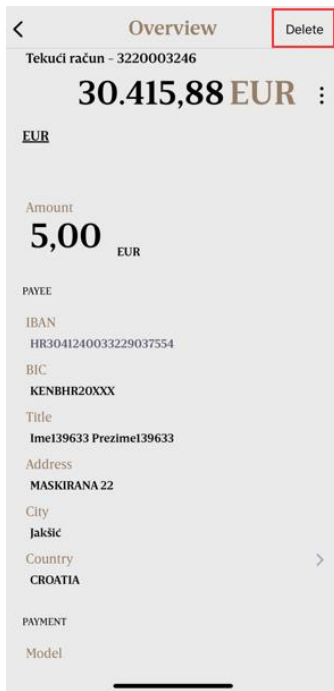 Overview
Delete
Tekući račun - 3220003246
30.415,88 EUR
EUR
Amount
5,00 EUR
PAYEE
IBAN
HR3041240033229037554
BIC
KENBHR20XXX
Title
Ime139633 Prezime139633
Address
MASKIRANA 22
City
Jakšić
Country
CROATIA
PAYMENT
Model